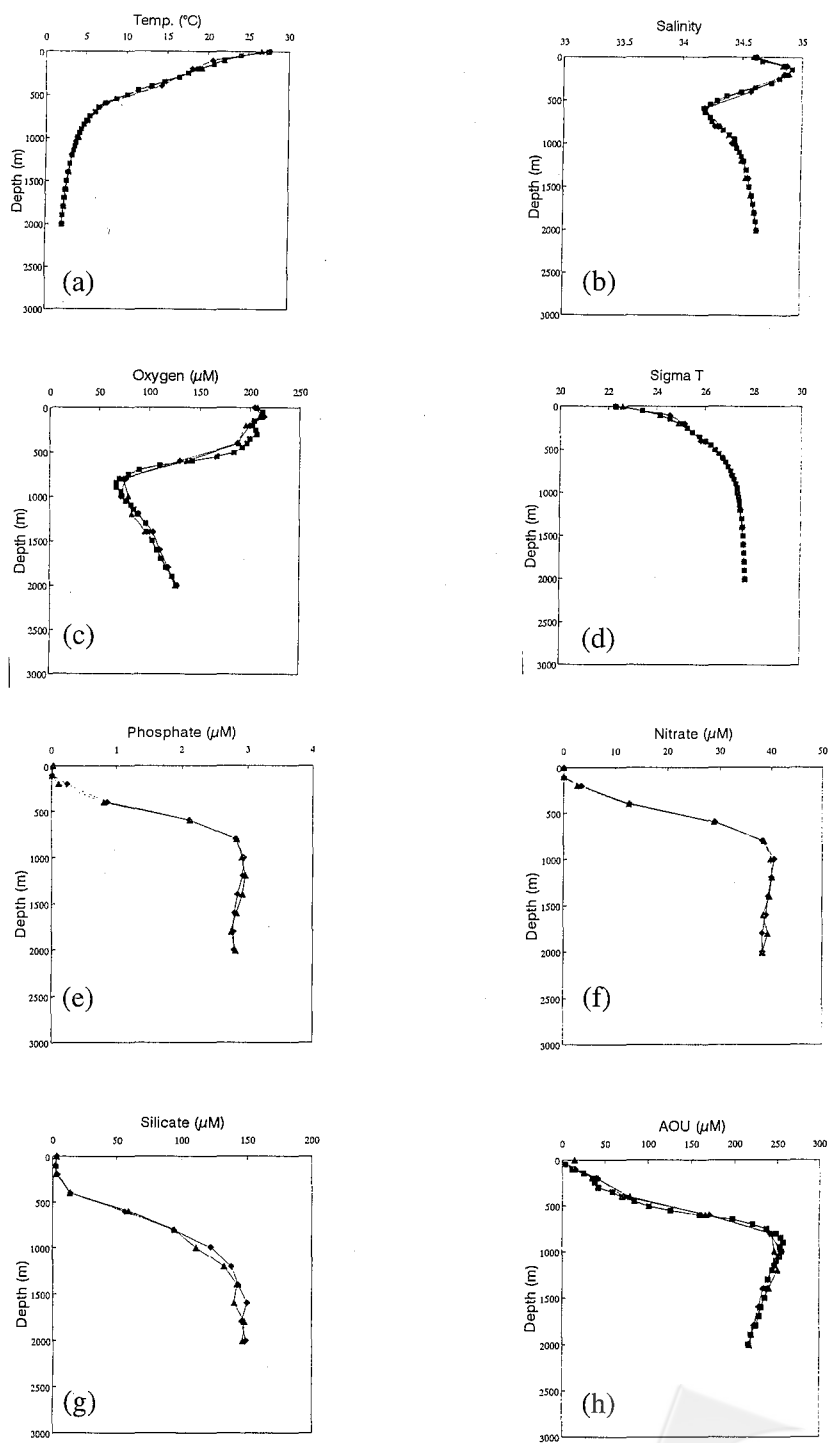 Temp. (°C)
0 5 10 15 20 25 30
0
500
1000
1500
2000
2500
3000
Depth (m)
(a)
Salinity
33 33.5 34 34.5 35
0
500
1000
1500
2000
2500
3000
Depth (m)
(b)
Oxygen (µM)
0 50 100 150 200 250
0
500
1000
1500
2000
2500
3000
Depth (m)
(c)
Sigma T
20 22 24 26 28 30
0
500
1000
1500
2000
2500
3000
Depth (m)
(d)
Phosphate (µM)
0 1 2 3 4
0
500
1000
1500
2000
2500
3000
Depth (m)
(e)
Nitrate (µM)
0 10 20 30 40 50
0
500
1000
1500
2000
2500
3000
Depth (m)
(f)
Silicate (µM)
0 50 100 150 200
0
500
1000
1500
2000
2500
3000
Depth (m)
(g)
AOU (µM)
0 50 100 150 200 250 300
0
500
1000
1500
2000
2500
3000
Depth (m)
(h)